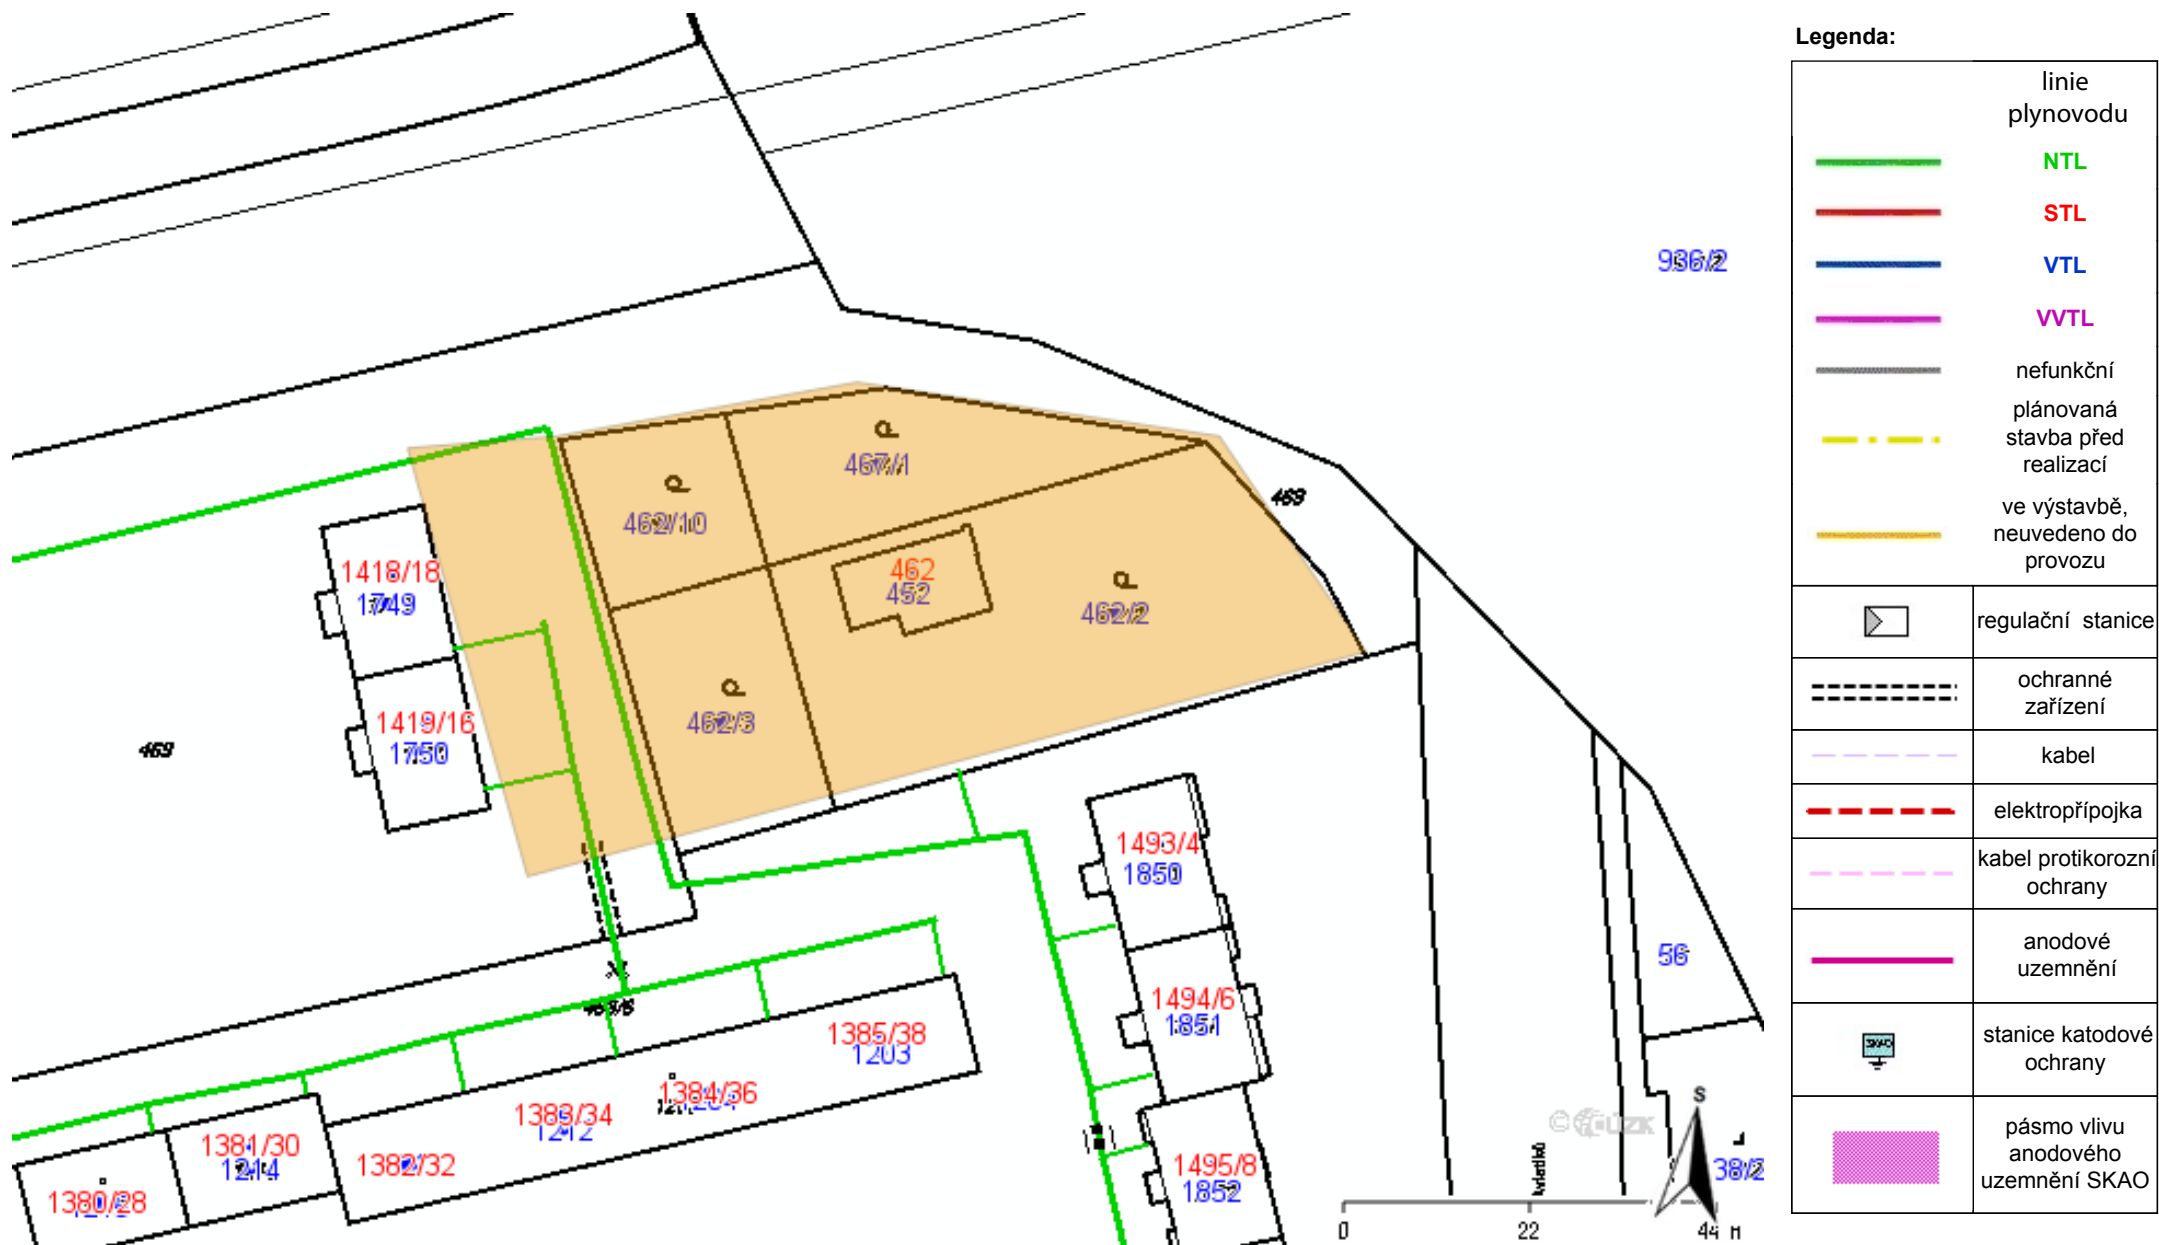 936/2
467/1
462/10
469
462
452
462/2
1418/18
1749
462/3
1419/16
1750
469
1493/4
1850
1494/6
1851
56
1385/38
1203
1384/36
1383/34
1212
1381/30
1214
1382/32
1380/28
1495/8
1852
38/2
S
0
22
44 m
Legenda:
linie
plynovodu
NTL
STL
VTL
VVTL
nefunkční
plánovaná
stavba před
realizací
ve výstavbě,
neuvedeno do
provozu
regulační stanice
ochranné
zařízení
kabel
elektropřípojka
kabel protikorozní
ochrany
anodové
uzemnění
SKAO
stanice katodové
ochrany
pásmo vlivu
anodového
uzemnění SKAO